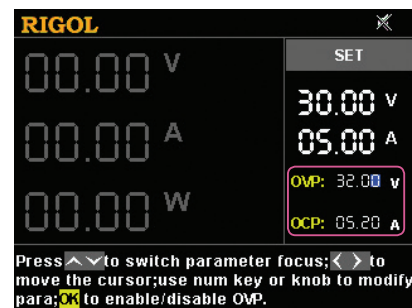 RIGOL
SET
00.00 V
30.00 V
00.00 A
05.00 A
00.00 W
OVP: 32.00 V
OCP: 05.20 A
Press to switch parameter focus; < > to
move the cursor;use num key or knob to modify
para;OK to enable/disable OVP.